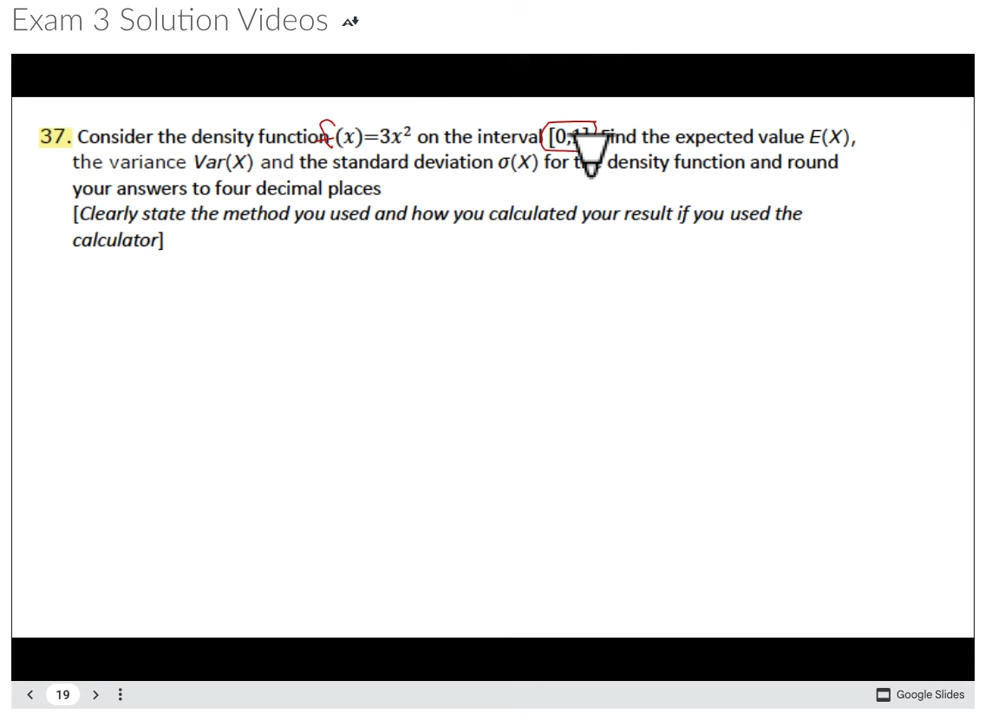 Exam 3 Solution Videos
37. Consider the density function f(x)=3x² on the interval [0,1] Find the expected value E(X),
the variance Var(X) and the standard deviation σ(X) for density function and round
your answers to four decimal places
[Clearly state the method you used and how you calculated your result if you used the
calculator]
19
Google Slides